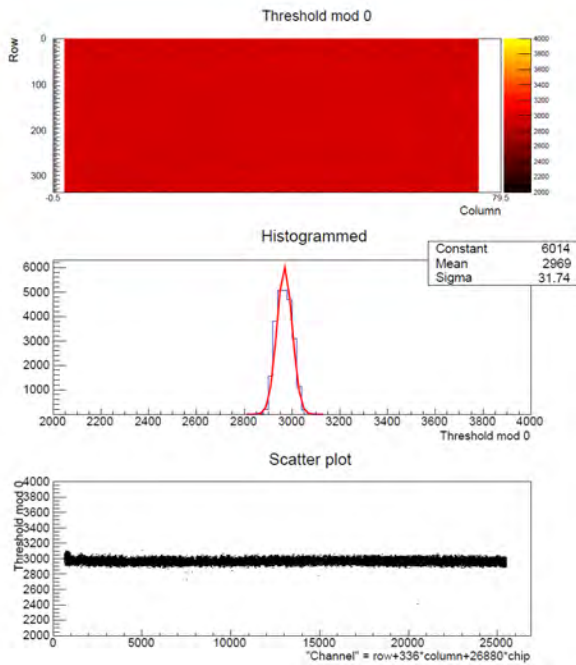 Threshold mod 0
Row
0
100
200
300
-0.5
79.5
Column
4000
3800
3600
3400
3200
3000
2800
2600
2400
2200
2000
Histogrammed
Constant 6014
Mean 2969
Sigma 31.74
6000
5000
4000
3000
2000
1000
2000 2200 2400 2600 2800 3000 3200 3400 3600 3800 4000
Threshold mod 0
Scatter plot
Threshold mod 0
4000
3800
3600
3400
3200
3000
2800
2600
2400
2200
2000
0 5000 10000 15000 20000 25000
"Channel" = row+336*column+26880*chip